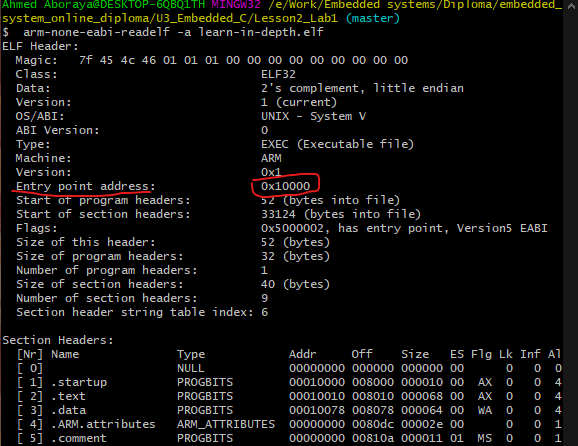 Ahmed Aboraya@DESKTOP-6QBQ1TH MINGW32 /e/Work/Embedded systems/Diploma/embedded_
system_online_diploma/U3_Embedded_C/Lesson2_Lab1 (master)
$  arm-none-eabi-readelf -a learn-in-depth.elf
ELF Header:
  Magic:   7f 45 4c 46 01 01 01 00 00 00 00 00 00 00 00 00
  Class:                             ELF32
  Data:                              2's complement, little endian
  Version:                           1 (current)
  OS/ABI:                            UNIX - System V
  ABI Version:                       0
  Type:                              EXEC (Executable file)
  Machine:                           ARM
  Version:                           0x1
  Entry point address:               0x10000
  Start of program headers:          52 (bytes into file)
  Start of section headers:          33124 (bytes into file)
  Flags:                             0x5000002, has entry point, Version5 EABI
  Size of this header:               52 (bytes)
  Size of program headers:           32 (bytes)
  Number of program headers:         1
  Size of section headers:           40 (bytes)
  Number of section headers:         9
  Section header string table index: 6
Section Headers:
  [Nr] Name              Type            Addr     Off    Size   ES Flg Lk Inf Al
  [ 0]                   NULL            00000000 000000 000000 00      0   0  0
  [ 1] .startup          PROGBITS        00010000 008000 000010 00  AX  0   0  4
  [ 2] .text             PROGBITS        00010010 008010 000068 00  AX  0   0  4
  [ 3] .data             PROGBITS        00010078 008078 000064 00  WA  0   0  4
  [ 4] .ARM.attributes   ARM_ATTRIBUTES  00000000 0080dc 00002e 00      0   0  1
  [ 5] .comment          PROGBITS        00000000 00810a 000011 01  MS  0   0  1